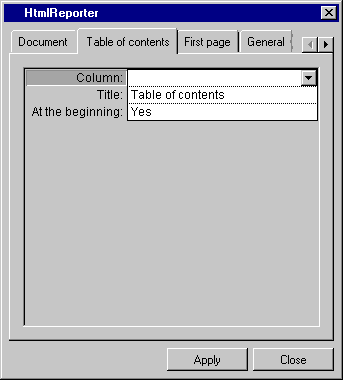 HtmlReporter
Document Table of contents First page General
Column:
Title: Table of contents
At the beginning: Yes
Apply Close